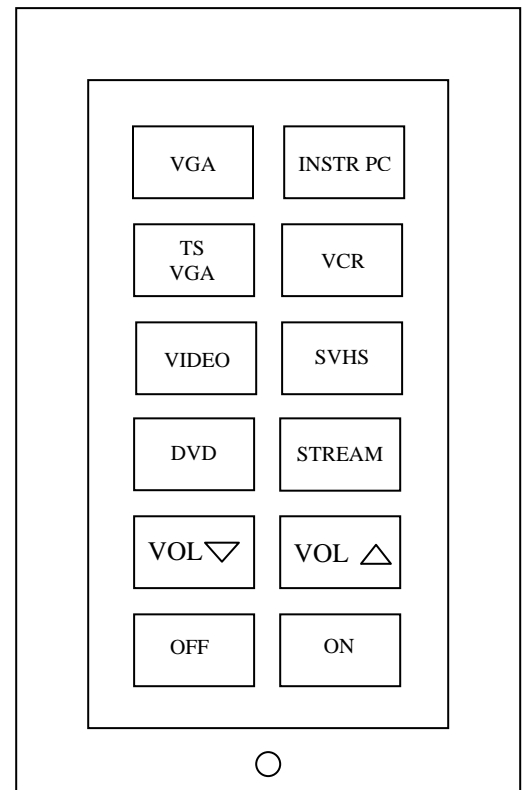 VGA
INSTR PC
TS
VGA
VCR
VIDEO
SVHS
DVD
STREAM
VOL
VOL
OFF
ON